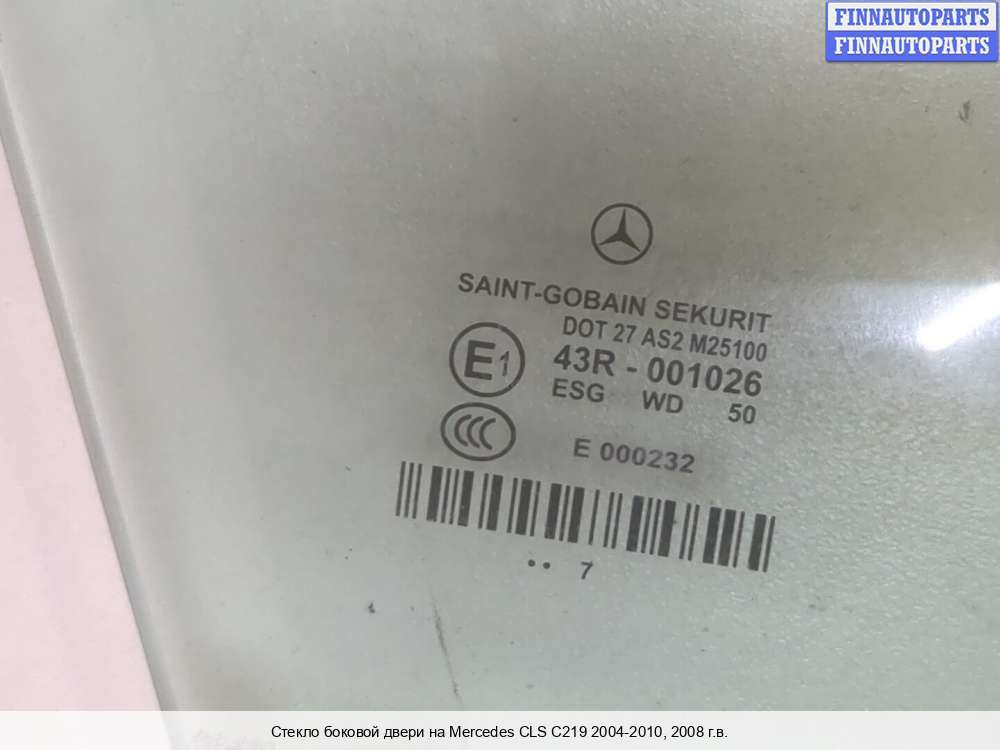 FINNAUTOPARTS
FINNAUTOPARTS
SAINT-GOBAIN SEKURIT
DOT 27 AS2 M25100
E1 43R - 001026
ESG WD 50
CCC E 000232
•• 7
Стекло боковой двери на Mercedes CLS C219 2004-2010, 2008 г.в.